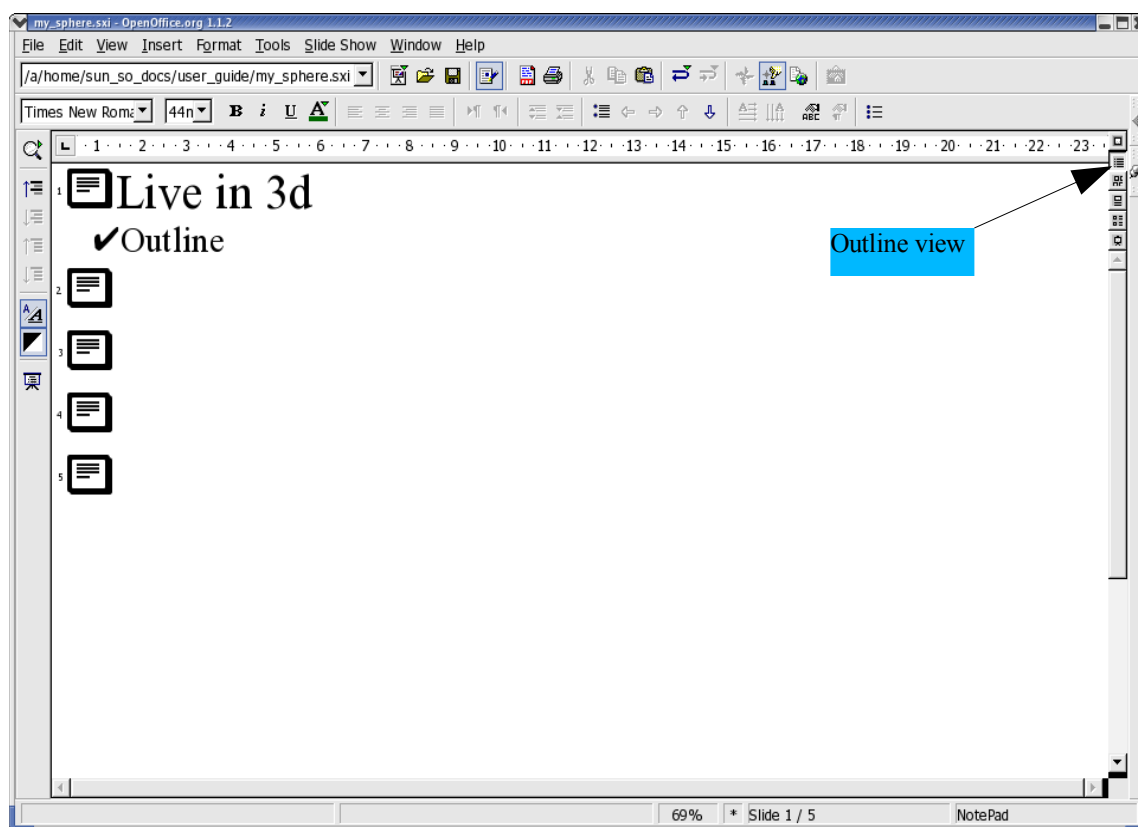 my_sphere.sxi - OpenOffice.org 1.1.2
File Edit View Insert Format Tools Slide Show Window Help
/a/home/sun_so_docs/user_guide/my_sphere.sxi
Times New Roma 44n B i U A ABC
1 2 3 4 5 6 7 8 9 10 11 12 13 14 15 16 17 18 19 20 21 22 23
1 Live in 3d
✔Outline
Outline view
2
3
4
5
69% * Slide 1 / 5 NotePad